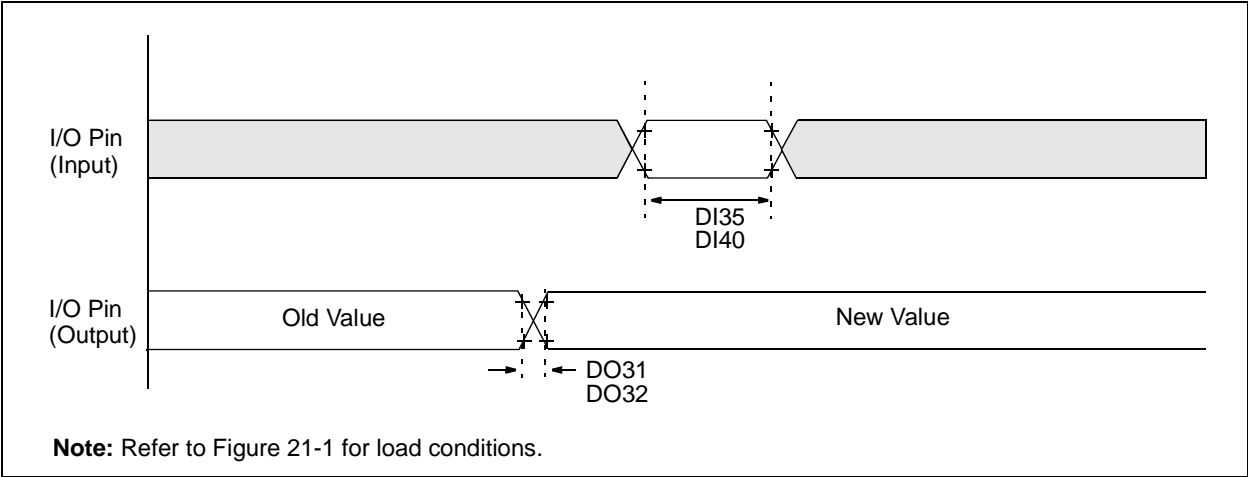 I/O Pin
(Input)
DI35
DI40
I/O Pin
(Output)
Old Value
New Value
DO31
DO32
Note: Refer to Figure 21-1 for load conditions.